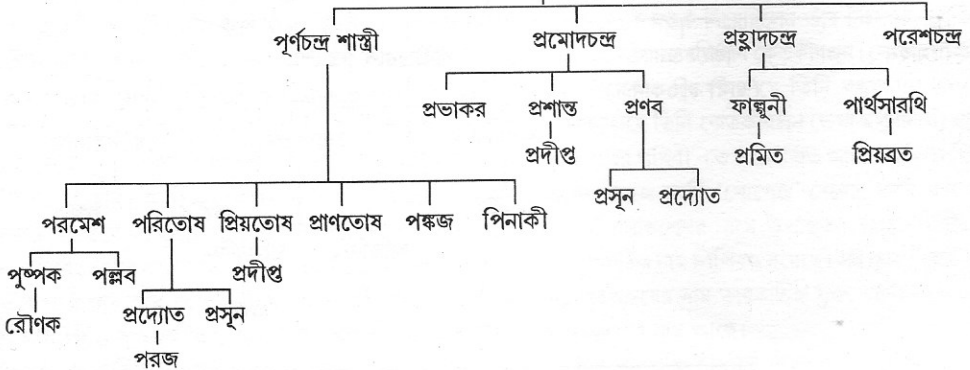 পূর্ণচন্দ্র শাস্ত্রী প্রমোদচন্দ্র প্রহ্লাদচন্দ্র পরেশচন্দ্র
প্রভাকর প্রশান্ত প্রণব ফাল্গুনী পার্থসারথি
প্রদীপ্ত প্রমিত প্রিয়ব্রত
প্রসূন প্রদ্যোত
পরমেশ পরিতোষ প্রিয়তোষ প্রাণতোষ পঙ্কজ পিনাকী
পুষ্পক পল্লব প্রদীপ্ত
রৌণক প্রদ্যোত প্রসূন
পরজ